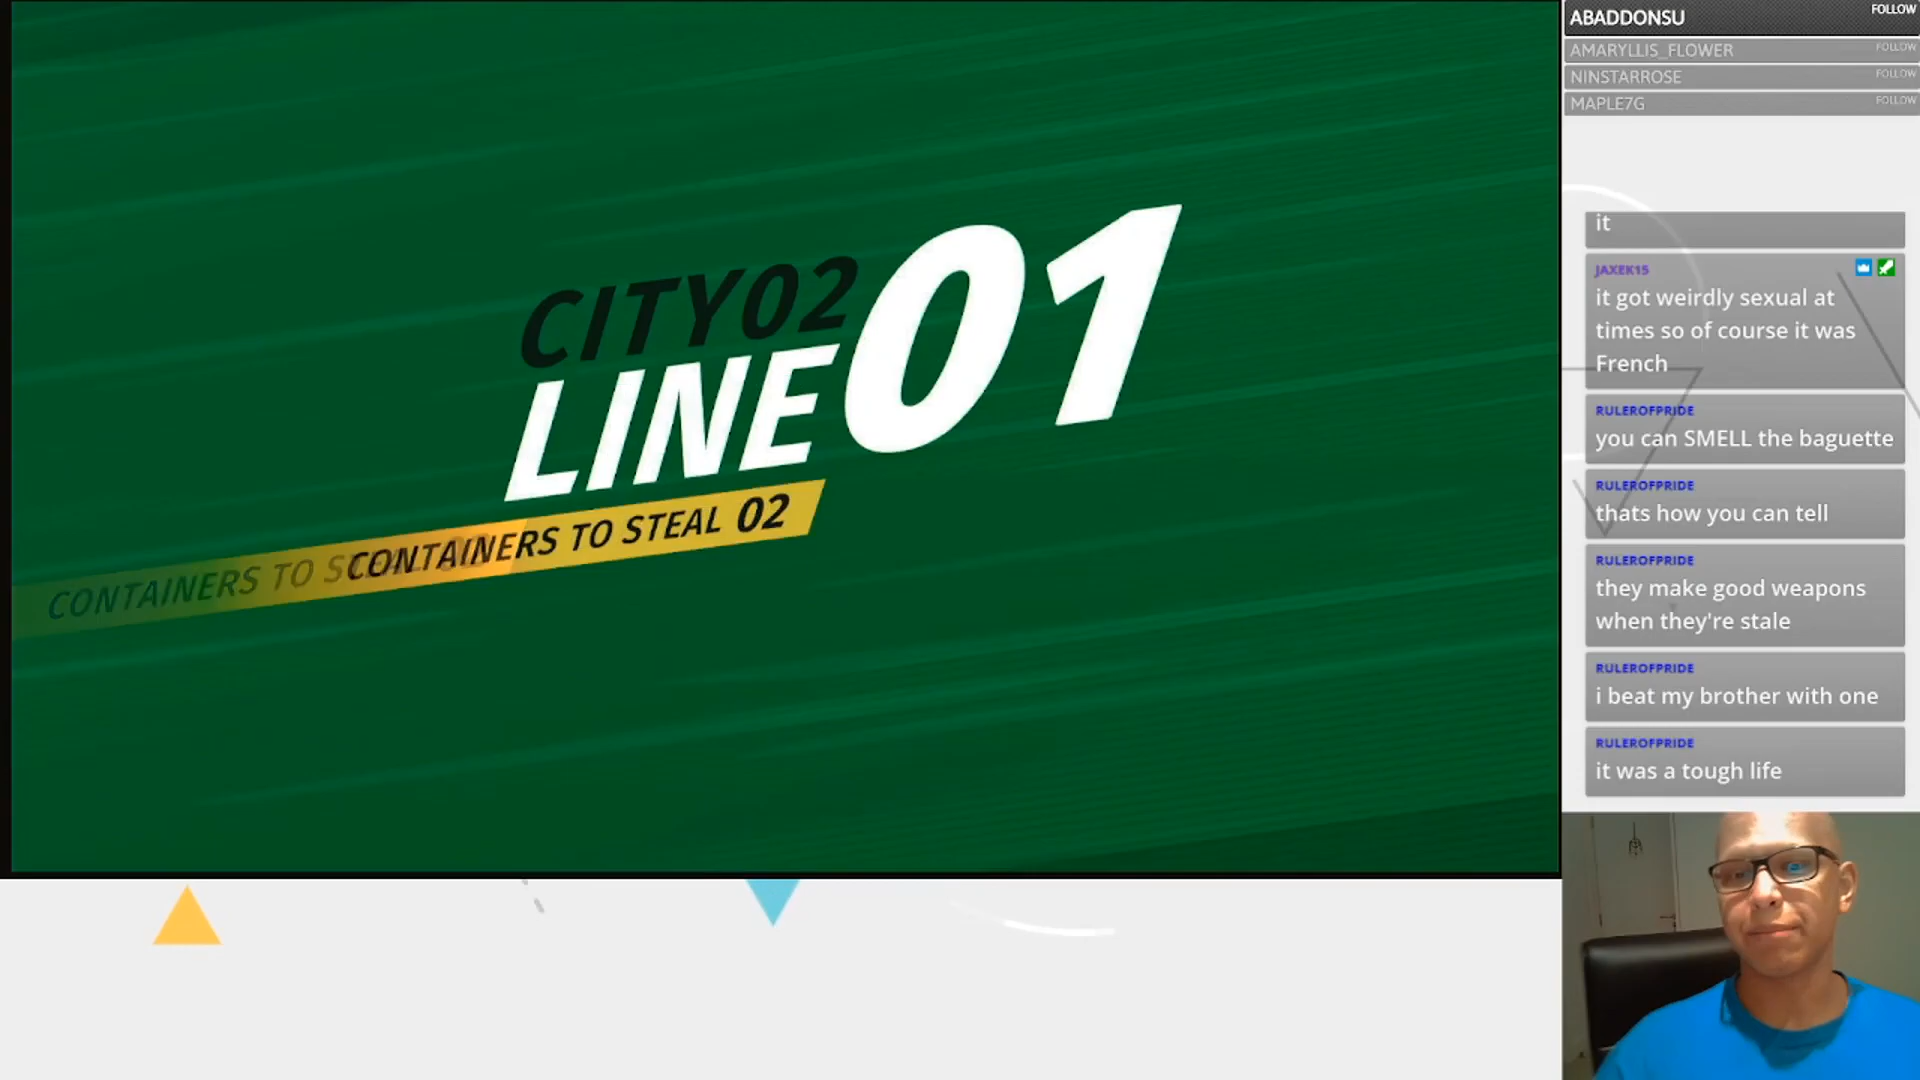 CITY02
LINE 01
CONTAINERS TO STEAL 02
CONTAINERS TO
ABADDONSU
FOLLOW
AMARYLLIS_FLOWER
FOLLOW
NINSTARROSE
FOLLOW
MAPLE7G
FOLLOW
it
JAXEK15
it got weirdly sexual at
times so of course it was
French
RULEROFPRIDE
you can SMELL the baguette
RULEROFPRIDE
thats how you can tell
RULEROFPRIDE
they make good weapons
when they're stale
RULEROFPRIDE
i beat my brother with one
RULEROFPRIDE
it was a tough life